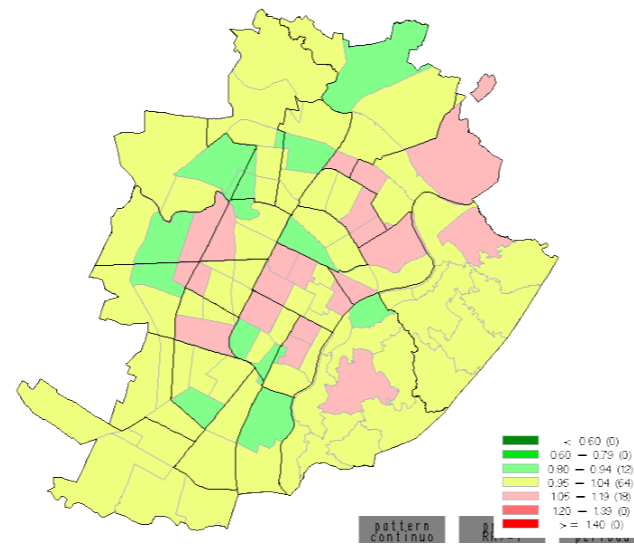 < 0.60 (0)
0.60 – 0.79 (0)
0.80 – 0.94 (12)
0.95 – 1.04 (64)
1.05 – 1.19 (18)
1.20 – 1.39 (0)
>= 1.40 (0)
pattern
continuo